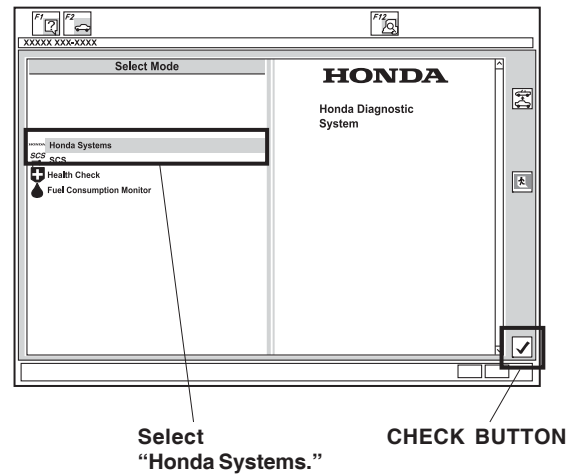 F1 F2 F12
XXXXX XXX-XXXX
Select Mode
HONDA
Honda Diagnostic
System
HONDA Honda Systems
SCS SCS
Health Check
Fuel Consumption Monitor
Select
“Honda Systems.”
CHECK BUTTON